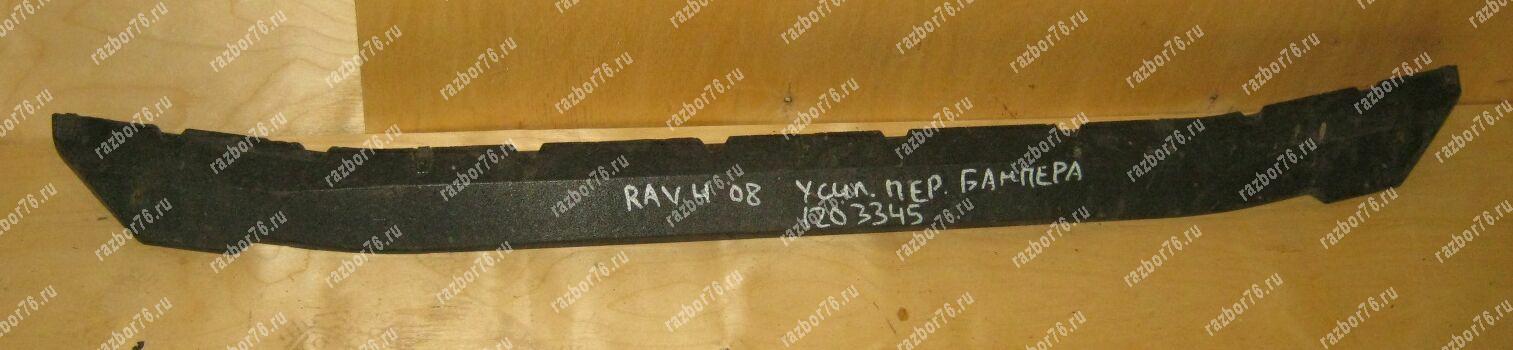 RAV.4 08 Усил. ПЕР. БАМПЕРА
1203345
razbor76.ru